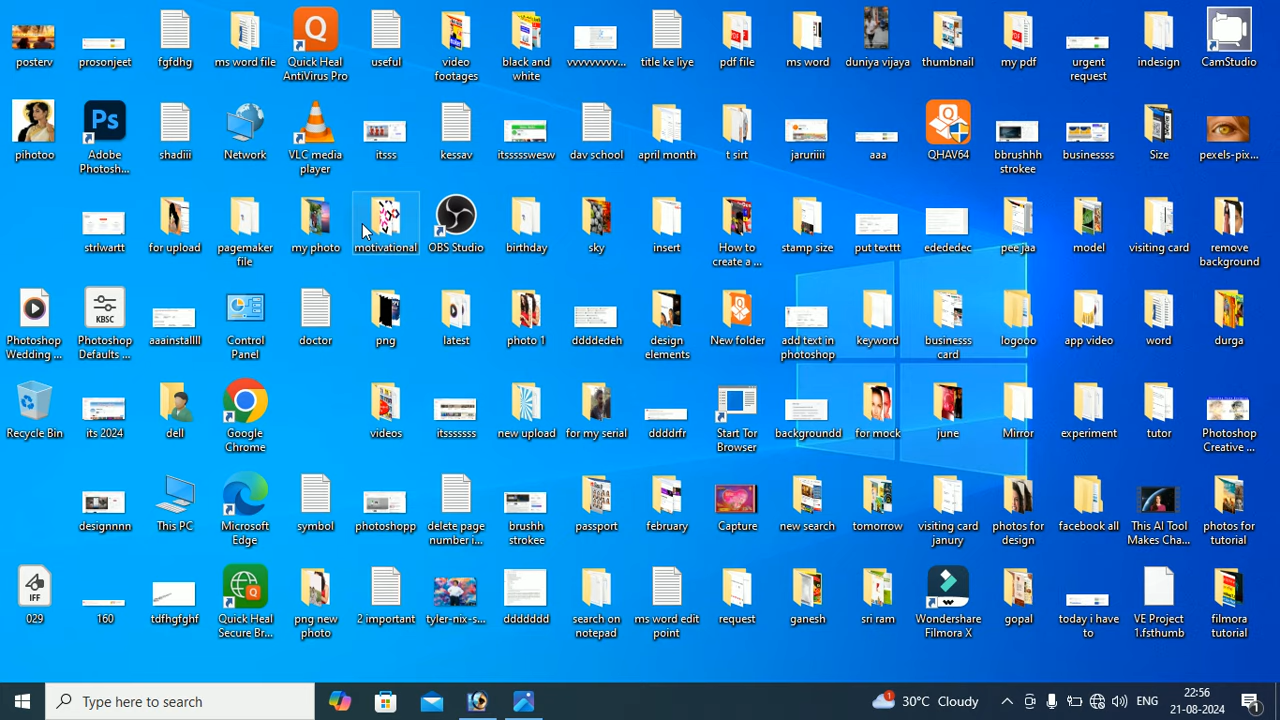 posterv
prosonjeet
fgfdhg
ms word file
Quick Heal
AntiVirus Pro
useful
video
footages
black and
white
vvvvvvvvv...
title ke liye
pdf file
ms word
duniya vijaya
thumbnail
my pdf
urgent
request
indesign
CamStudio
pihotoo
Ps
Adobe
Photosh...
shadiii
Network
VLC media
player
itsss
kessav
itssssswesw
dav school
april month
t sirt
jaruriiii
aaa
QHAV64
bbrushhh
strokee
businessss
Size
pexels-pix...
strlwartt
for upload
pagemaker
file
my photo
motivational
OBS Studio
birthday
sky
insert
How to
create a ...
stamp size
put texttt
edededec
pee jaa
model
visiting card
remove
background
Photoshop
Wedding ...
KBSC
Photoshop
Defaults ...
aaainstallll
Control
Panel
doctor
png
latest
photo 1
ddddedeh
design
elements
New folder
add text in
photoshop
keyword
businesss
card
logooo
app video
word
durga
Recycle Bin
its 2024
dell
Google
Chrome
videos
itsssssss
new upload
for my serial
ddddrfr
Start Tor
Browser
backgroundd
for mock
june
Mirror
experiment
tutor
Photoshop
Creative ...
designnnn
This PC
Microsoft
Edge
symbol
photoshopp
delete page
number i...
brushh
strokee
passport
february
Capture
new search
tomorrow
visiting card
janury
photos for
design
facebook all
This AI Tool
Makes Cha...
photos for
tutorial
IFF
029
160
tdfhgfghf
Quick Heal
Secure Br...
png new
photo
2 important
tyler-nix-s...
ddddddd
search on
notepad
ms word edit
point
request
ganesh
sri ram
Wondershare
Filmora X
gopal
today i have
to
VE Project
1.fsthumb
filmora
tutorial
Type here to search
1
30°C Cloudy
ENG
22:56
21-08-2024
1